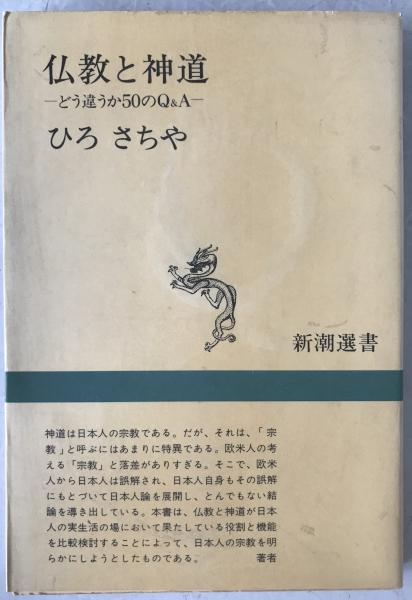 仏教と神道
—どう違うか50のQ&A—
ひろ さちや
新潮選書
神道は日本人の宗教である。だが、それは、「宗
教」と呼ぶにはあまりに特異である。欧米人の考
える「宗教」と落差がありすぎる。そこで、欧米
人から日本人は誤解され、日本人自身もその誤解
にもとづいて日本人論を展開し、とんでもない結
論を導き出している。本書は、仏教と神道が日本
人の実生活の場において果たしている役割と機能
を比較検討することによって、日本人の宗教を明
らかにしようとしたものである。 著者